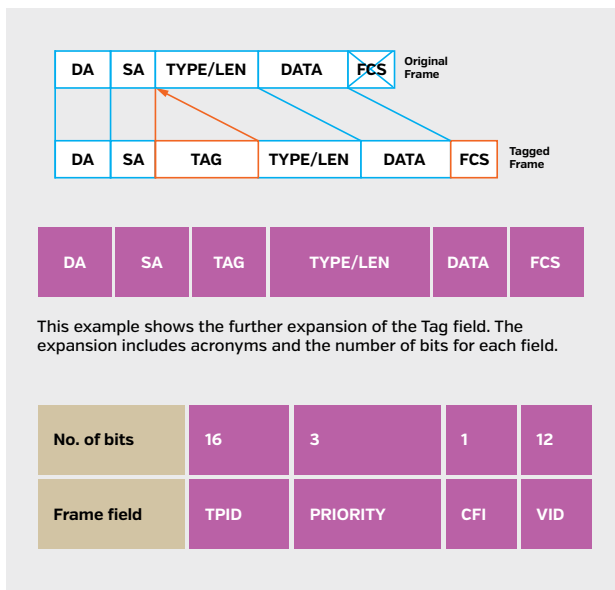 DA SA TYPE/LEN DATA FCS Original
Frame
DA SA TAG TYPE/LEN DATA FCS Tagged
Frame
DA SA TAG TYPE/LEN DATA FCS
This example shows the further expansion of the Tag field. The
expansion includes acronyms and the number of bits for each field.
No. of bits 16 3 1 12
Frame field TPID PRIORITY CFI VID